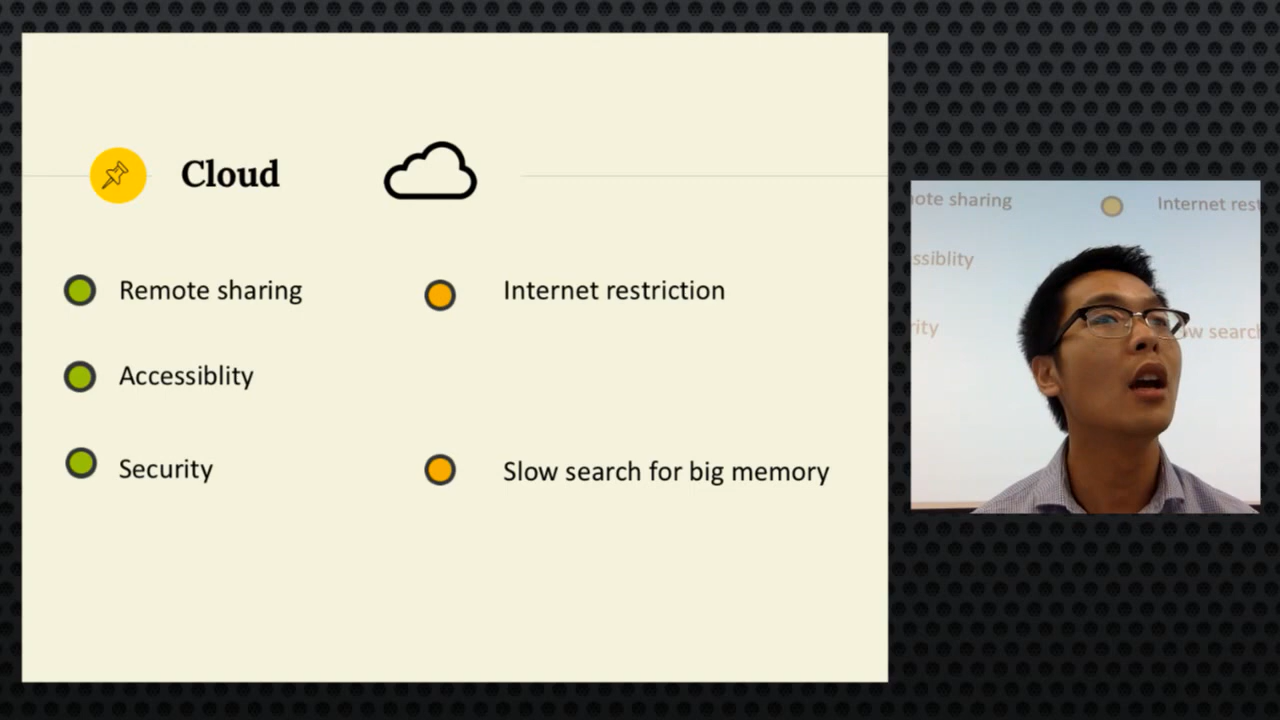 Cloud
Remote sharing
Internet restriction
Accessiblity
Security
Slow search for big memory
ote sharing
Internet rest
ssiblity
rity
ow search